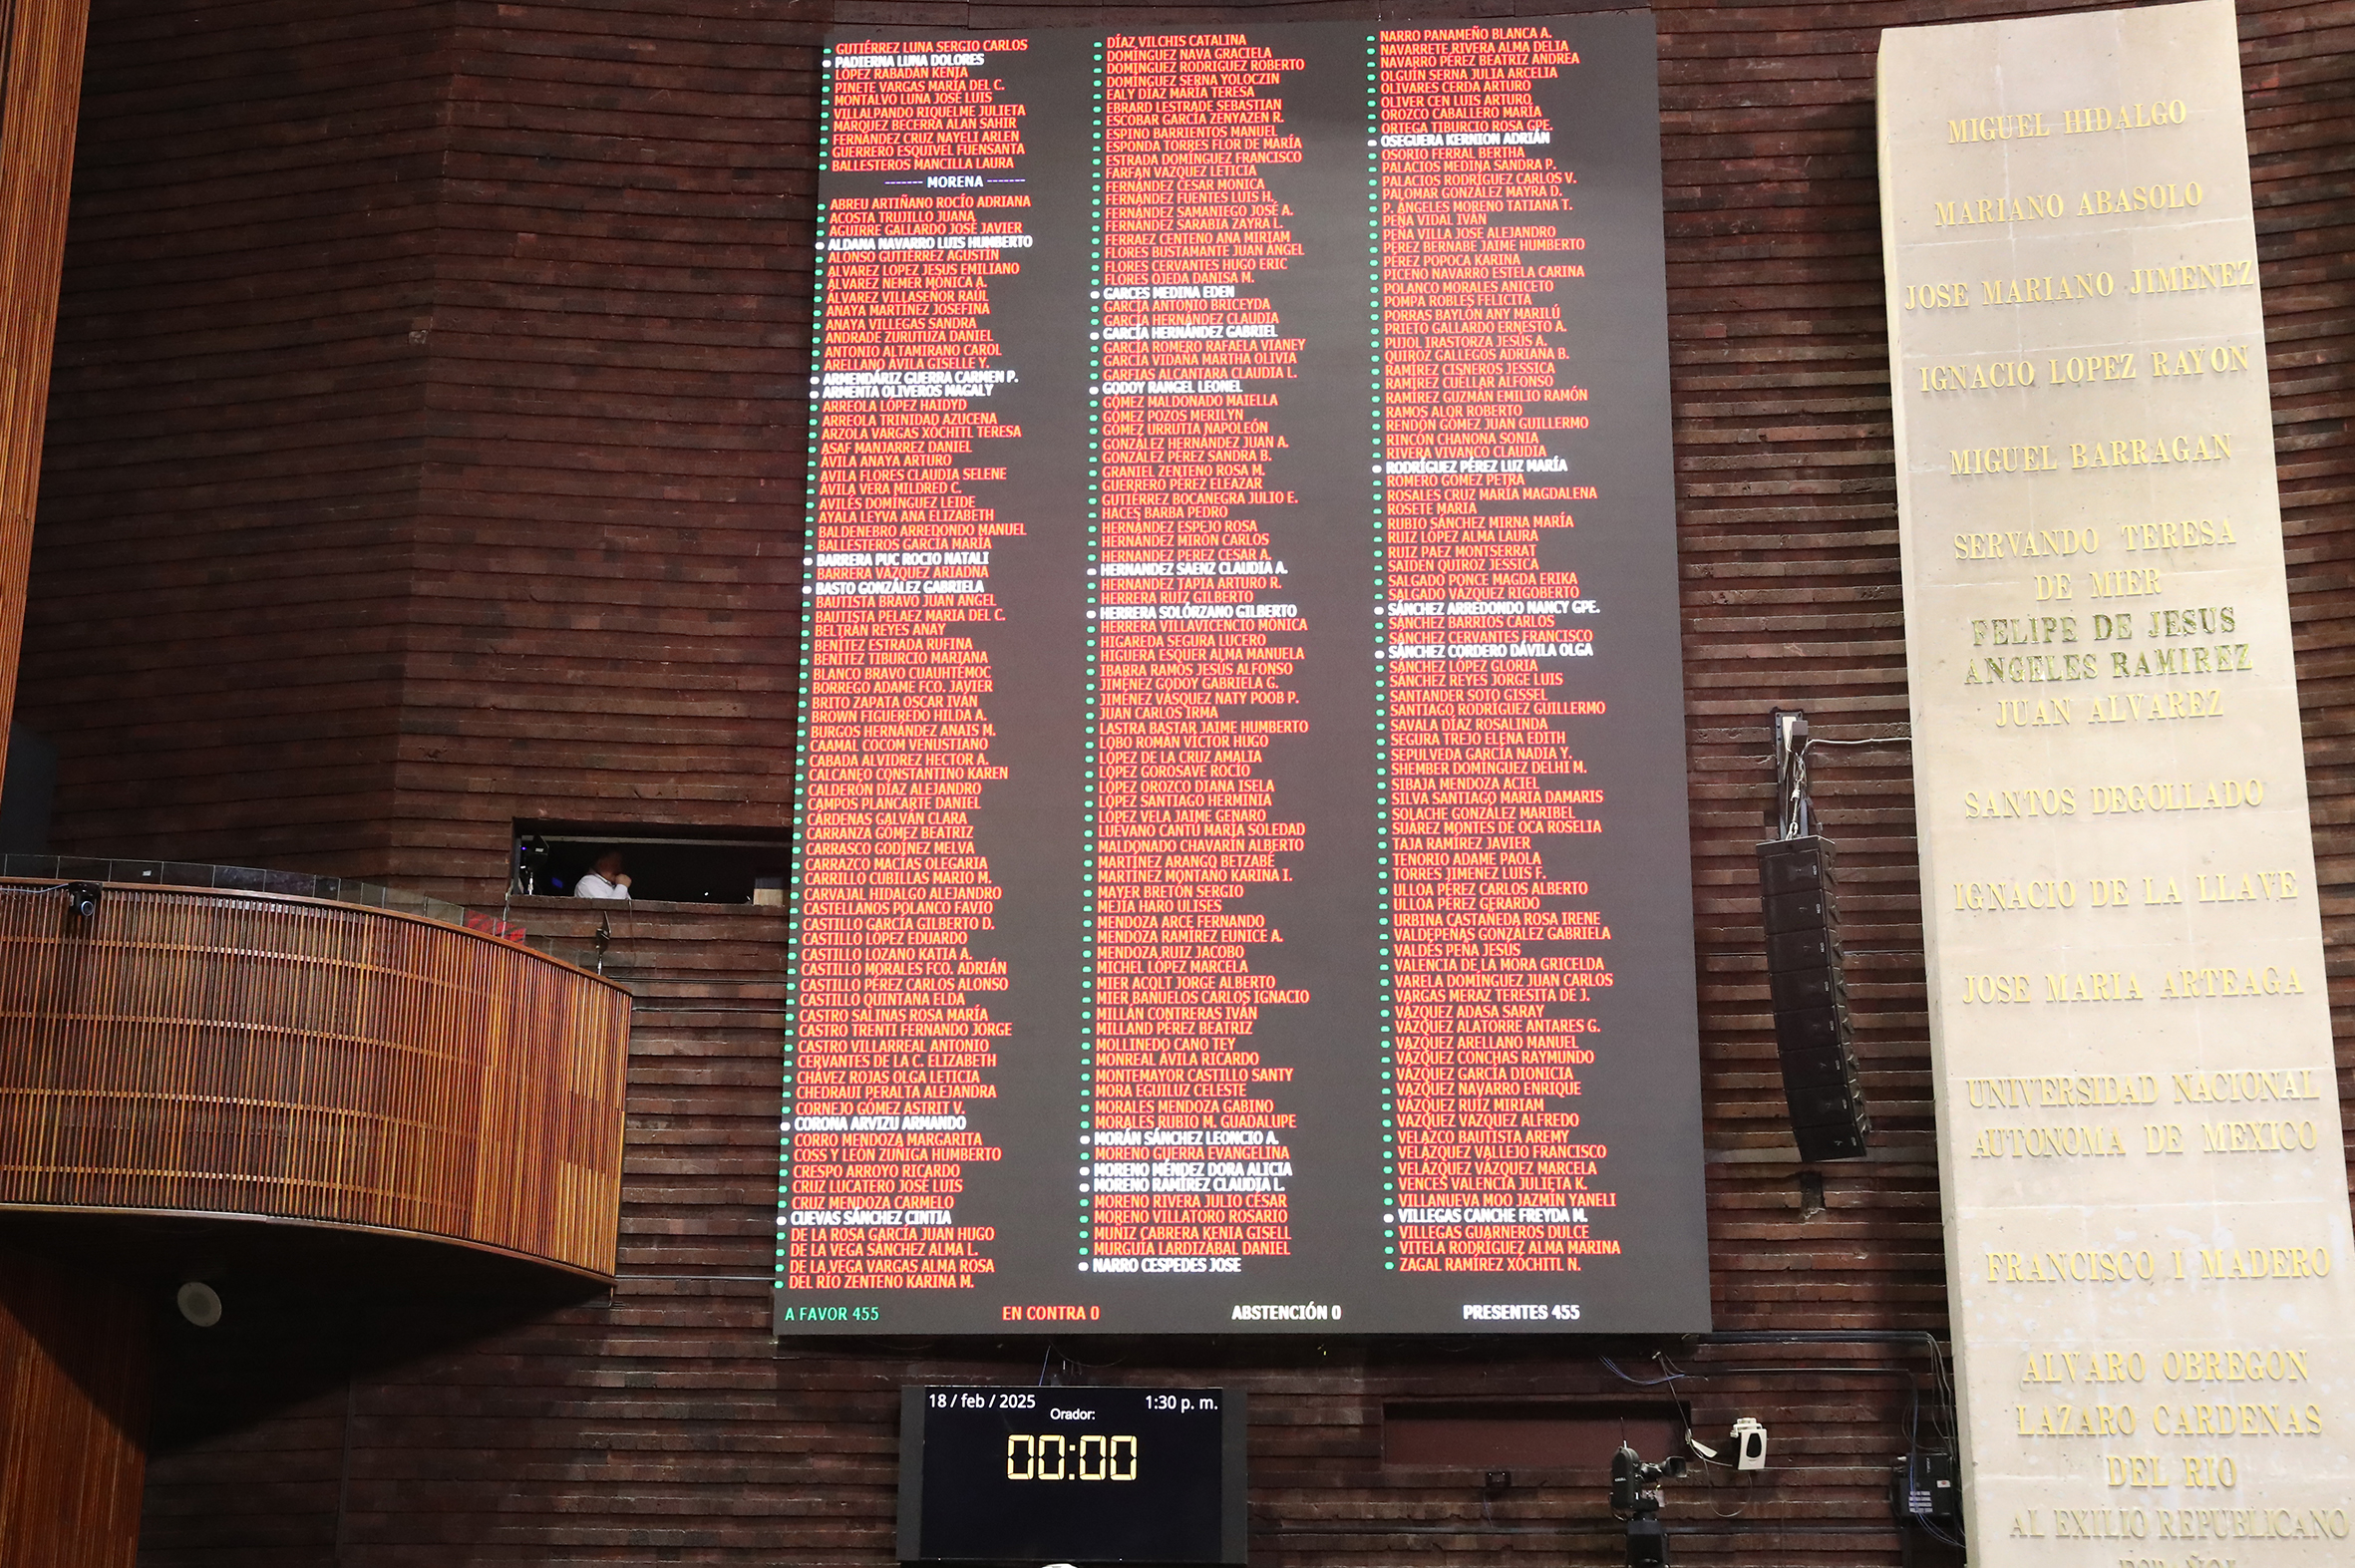 GUTIÉRREZ LUNA SERGIO CARLOS
PADIERNA LUNA DOLORES
LÓPEZ RABADÁN KENIA
PINETE VARGAS MARÍA DEL C.
MONTALVO LUNA JOSÉ LUIS
VILLALPANDO RIQUELME JULIETA
MÁRQUEZ BECERRA ALAN SAHIR
FERNÁNDEZ CRUZ NAYELI ARLEN
GUERRERO ESQUIVEL FUENSANTA
BALLESTEROS MANCILLA LAURA
------- MORENA -------
ABREU ARTIÑANO ROCÍO ADRIANA
ACOSTA TRUJILLO JUANA
AGUIRRE GALLARDO JOSÉ JAVIER
ALDANA NAVARRO LUIS HUMBERTO
ALONSO GUTIÉRREZ AGUSTÍN
ÁLVAREZ LÓPEZ JESÚS EMILIANO
ÁLVAREZ NEMER MÓNICA A.
ÁLVAREZ VILLASEÑOR RAÚL
ANAYA MARTÍNEZ JOSEFINA
ANAYA VILLEGAS SANDRA
ANDRADE ZURUTUZA DANIEL
ANTONIO ALTAMIRANO CAROL
ARELLANO ÁVILA GISELLE Y.
ARMENDÁRIZ GUERRA CARMEN P.
ARMENTA OLIVEROS MAGALY
ARREOLA LÓPEZ HAIDYD
ARREOLA TRINIDAD AZUCENA
ARZOLA VARGAS XÓCHITL TERESA
ASAF MANJARREZ DANIEL
ÁVILA ANAYA ARTURO
ÁVILA FLORES CLAUDIA SELENE
ÁVILA VERA MILDRED C.
AVILÉS DOMÍNGUEZ LEIDE
AYALA LEYVA ANA ELIZABETH
BALDENEBRO ARREDONDO MANUEL
BALLESTEROS GARCÍA MARÍA
BARRERA PUC ROCIO NATALI
BARRERA VÁZQUEZ ARIADNA
BASTO GONZÁLEZ GABRIELA
BAUTISTA BRAVO JUAN ÁNGEL
BAUTISTA PELAEZ MARIA DEL C.
BELTRÁN REYES ANAY
BENÍTEZ ESTRADA RUFINA
BENÍTEZ TIBURCIO MARIANA
BLANCO BRAVO CUAUHTÉMOC
BORREGO ADAME FCO. JAVIER
BRITO ZAPATA OSCAR IVÁN
BROWN FIGUEREDO HILDA A.
BURGOS HERNÁNDEZ ANAIS M.
CAAMAL COCOM VENUSTIANO
CABADA ALVIDREZ HÉCTOR A.
CALCANEO CONSTANTINO KAREN
CALDERÓN DÍAZ ALEJANDRO
CAMPOS PLANCARTE DANIEL
CÁRDENAS GALVÁN CLARA
CARRANZA GÓMEZ BEATRIZ
CARRASCO GODÍNEZ MELVA
CARRAZCO MACÍAS OLEGARIA
CARRILLO CUBILLAS MARIO M.
CARVAJAL HIDALGO ALEJANDRO
CASTELLANOS POLANCO FAVIO
CASTILLO GARCÍA GILBERTO D.
CASTILLO LÓPEZ EDUARDO
CASTILLO LOZANO KATIA A.
CASTILLO MORALES FCO. ADRIÁN
CASTILLO PÉREZ CARLOS ALONSO
CASTILLO QUINTANA ELDA
CASTRO SALINAS ROSA MARÍA
CASTRO TRENTI FERNANDO JORGE
CASTRO VILLARREAL ANTONIO
CERVANTES DE LA C. ELIZABETH
CHÁVEZ ROJAS OLGA LETICIA
CHEDRAUI PERALTA ALEJANDRA
CORNEJO GÓMEZ ASTRIT V.
CORONA ARVIZU ARMANDO
CORRO MENDOZA MARGARITA
COSS Y LEÓN ZUÑIGA HUMBERTO
CRESPO ARROYO RICARDO
CRUZ LUCATERO JOSÉ LUIS
CRUZ MENDOZA CARMELO
CUEVAS SÁNCHEZ CINTIA
DE LA ROSA GARCÍA JUAN HUGO
DE LA VEGA SÁNCHEZ ALMA L.
DE LA VEGA VARGAS ALMA ROSA
DEL RÍO ZENTENO KARINA M.
DÍAZ VILCHIS CATALINA
DOMÍNGUEZ NAVA GRACIELA
DOMÍNGUEZ RODRÍGUEZ ROBERTO
DOMÍNGUEZ SERNA YOLOCZIN
EALY DÍAZ MARÍA TERESA
EBRARD LESTRADE SEBASTIAN
ESCOBAR GARCÍA ZENYAZEN R.
ESPINO BARRIENTOS MANUEL
ESPONDA TORRES FLOR DE MARÍA
ESTRADA DOMÍNGUEZ FRANCISCO
FARFÁN VÁZQUEZ LETICIA
FERNÁNDEZ CÉSAR MÓNICA
FERNÁNDEZ FUENTES LUIS H.
FERNÁNDEZ SAMANIEGO JOSÉ A.
FERNÁNDEZ SARABIA ZAYRA L.
FERRAEZ CENTENO ANA MIRIAM
FLORES BUSTAMANTE JUAN ÁNGEL
FLORES CERVANTES HUGO ERIC
FLORES OJEDA DANISA M.
GARCES MEDINA EDEN
GARCÍA ANTONIO BRICEYDA
GARCÍA HERNÁNDEZ CLAUDIA
GARCÍA HERNÁNDEZ GABRIEL
GARCÍA ROMERO RAFAELA VIANEY
GARCÍA VIDAÑA MARTHA OLIVIA
GARFIAS ALCANTARA CLAUDIA L.
GODOY RANGEL LEONEL
GÓMEZ MALDONADO MAIELLA
GÓMEZ POZOS MERILYN
GÓMEZ URRUTIA NAPOLEÓN
GONZÁLEZ HERNÁNDEZ JUAN A.
GONZÁLEZ PÉREZ SANDRA B.
GRANIEL ZENTENO ROSA M.
GUERRERO PÉREZ ELEAZAR
GUTIÉRREZ BOCANEGRA JULIO E.
HACES BARBA PEDRO
HERNÁNDEZ ESPEJO ROSA
HERNÁNDEZ MIRÓN CARLOS
HERNÁNDEZ PÉREZ CÉSAR A.
HERNÁNDEZ SAENZ CLAUDIA A.
HERNÁNDEZ TAPIA ARTURO R.
HERRERA RUIZ GILBERTO
HERRERA SOLÓRZANO GILBERTO
HERRERA VILLAVICENCIO MÓNICA
HIGAREDA SEGURA LUCERO
HIGUERA ESQUER ALMA MANUELA
IBARRA RAMOS JESÚS ALFONSO
JIMÉNEZ GODOY GABRIELA G.
JIMÉNEZ VÁSQUEZ NATY POOB P.
JUAN CARLOS IRMA
LASTRA BASTAR JAIME HUMBERTO
LOBO ROMÁN VÍCTOR HUGO
LÓPEZ DE LA CRUZ AMALIA
LÓPEZ GOROSAVE ROCÍO
LÓPEZ OROZCO DIANA ISELA
LÓPEZ SANTIAGO HERMINIA
LÓPEZ VELA JAIME GENARO
LUÉVANO CANTÚ MARÍA SOLEDAD
MALDONADO CHAVARÍN ALBERTO
MARTÍNEZ ARANGO BETZABÉ
MARTÍNEZ MONTAÑO KARINA I.
MAYER BRETÓN SERGIO
MEJÍA HARO ULISES
MENDOZA ARCE FERNANDO
MENDOZA RAMÍREZ EUNICE A.
MENDOZA RUIZ JACOBO
MICHEL LÓPEZ MARCELA
MIER ACOLT JORGE ALBERTO
MIER BAÑUELOS CARLOS IGNACIO
MILLÁN CONTRERAS IVÁN
MILLAND PÉREZ BEATRIZ
MOLLINEDO CANO TEY
MONREAL ÁVILA RICARDO
MONTEMAYOR CASTILLO SANTY
MORA EGUILUZ CELESTE
MORALES MENDOZA GABINO
MORALES RUBIO M. GUADALUPE
MORÁN SÁNCHEZ LEONCIO A.
MORENO GUERRA EVANGELINA
MORENO MÉNDEZ DORA ALICIA
MORENO RAMÍREZ CLAUDIA L.
MORENO RIVERA JULIO CÉSAR
MORENO VILLATORO ROSARIO
MUÑIZ CABRERA KENIA GISELL
MURGUÍA LARDIZÁBAL DANIEL
NARRO CÉSPEDES JOSÉ
NARRO PANAMEÑO BLANCA A.
NAVARRETE RIVERA ALMA DELIA
NAVARRO PÉREZ BEATRIZ ANDREA
OLGUÍN SERNA JULIA ARCELIA
OLIVARES CERDA ARTURO
OLIVER CEN LUIS ARTURO
OROZCO CABALLERO MARÍA
ORTEGA TIBURCIO ROSA GPE.
OSEGUERA KERNION ADRIÁN
OSORIO FERRAL BERTHA
PALACIOS MEDINA SANDRA P.
PALACIOS RODRÍGUEZ CARLOS V.
PALOMAR GONZÁLEZ MAYRA D.
P. ÁNGELES MORENO TATIANA T.
PEÑA VIDAL IVÁN
PEÑA VILLA JOSÉ ALEJANDRO
PÉREZ BERNABE JAIME HUMBERTO
PÉREZ POPOCA KARINA
PICENO NAVARRO ESTELA CARINA
POLANCO MORALES ANICETO
POMPA ROBLES FELICITA
PORRAS BAYLÓN ANY MARILÚ
PRIETO GALLARDO ERNESTO A.
PUJOL IRASTORZA JESÚS A.
QUIROZ GALLEGOS ADRIANA B.
RAMÍREZ CISNEROS JESSICA
RAMÍREZ CUÉLLAR ALFONSO
RAMÍREZ GUZMÁN EMILIO RAMÓN
RAMOS ALOR ROBERTO
RENDÓN GÓMEZ JUAN GUILLERMO
RINCÓN CHANONA SONIA
RIVERA VIVANCO CLAUDIA
RODRÍGUEZ PÉREZ LUZ MARÍA
ROMERO GÓMEZ PETRA
ROSALES CRUZ MARÍA MAGDALENA
ROSETE MARIA
RUBIO SÁNCHEZ MIRNA MARÍA
RUIZ LÓPEZ ALMA LAURA
RUIZ PAEZ MONTSERRAT
SAIDEN QUIROZ JESSICA
SALGADO PONCE MAGDA ERIKA
SALGADO VÁZQUEZ RIGOBERTO
SÁNCHEZ ARREDONDO NANCY GPE.
SÁNCHEZ BARRIOS CARLOS
SÁNCHEZ CERVANTES FRANCISCO
SÁNCHEZ CORDERO DÁVILA OLGA
SÁNCHEZ LÓPEZ GLORIA
SÁNCHEZ REYES JORGE LUIS
SANTANDER SOTO GISSEL
SANTIAGO RODRÍGUEZ GUILLERMO
SAVALA DÍAZ ROSALINDA
SEGURA TREJO ELENA EDITH
SEPÚLVEDA GARCÍA NADIA Y.
SHEMBER DOMÍNGUEZ DELHI M.
SIBAJA MENDOZA ACIEL
SILVA SANTIAGO MARÍA DAMARIS
SOLACHE GONZÁLEZ MARIBEL
SUÁREZ MONTES DE OCA ROSELIA
TAJA RAMÍREZ JAVIER
TENORIO ADAME PAOLA
TORRES JIMENEZ LUIS F.
ULLOA PÉREZ CARLOS ALBERTO
ULLOA PÉREZ GERARDO
URBINA CASTAÑEDA ROSA IRENE
VALDEPEÑAS GONZÁLEZ GABRIELA
VALDÉS PEÑA JESÚS
VALENCIA DE LA MORA GRICELDA
VARELA DOMÍNGUEZ JUAN CARLOS
VARGAS MERAZ TERESITA DE J.
VÁZQUEZ ADASA SARAY
VÁZQUEZ ALATORRE ANTARES G.
VÁZQUEZ ARELLANO MANUEL
VÁZQUEZ CONCHAS RAYMUNDO
VÁZQUEZ GARCÍA DIONICIA
VÁZQUEZ NAVARRO ENRIQUE
VÁZQUEZ RUIZ MIRIAM
VÁZQUEZ VÁZQUEZ ALFREDO
VELAZCO BAUTISTA AREMY
VELÁZQUEZ VALLEJO FRANCISCO
VELÁZQUEZ VÁZQUEZ MARCELA
VENCES VALENCIA JULIETA K.
VILLANUEVA MOO JAZMÍN YANELI
VILLEGAS CANCHE FREYDA M.
VILLEGAS GUARNEROS DULCE
VITELA RODRÍGUEZ ALMA MARINA
ZAGAL RAMIREZ XÓCHITL N.
A FAVOR 455
EN CONTRA 0
ABSTENCIÓN 0
PRESENTES 455
18 / feb / 2025
1:30 p. m.
Orador:
00:00
MIGUEL HIDALGO
MARIANO ABASOLO
JOSE MARIANO JIMENEZ
IGNACIO LOPEZ RAYON
MIGUEL BARRAGAN
SERVANDO TERESA
DE MIER
FELIPE DE JESUS
ANGELES RAMIREZ
JUAN ALVAREZ
SANTOS DEGOLLADO
IGNACIO DE LA LLAVE
JOSE MARIA ARTEAGA
UNIVERSIDAD NACIONAL
AUTONOMA DE MEXICO
FRANCISCO I MADERO
ALVARO OBREGON
LAZARO CARDENAS
DEL RIO
AL EXILIO REPUBLICANO